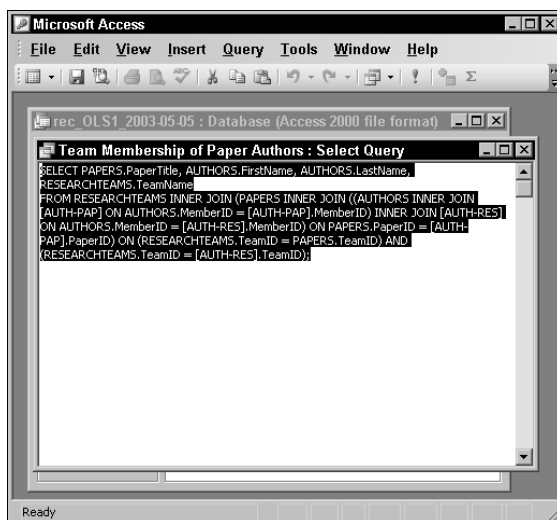 Microsoft Access
File Edit View Insert Query Tools Window Help
rec_OLS1_2003-05-05 : Database (Access 2000 file format)
Team Membership of Paper Authors : Select Query
SELECT PAPERS.PaperTitle, AUTHORS.FirstName, AUTHORS.LastName,
RESEARCHTEAMS.TeamName
FROM RESEARCHTEAMS INNER JOIN (PAPERS INNER JOIN ((AUTHORS INNER JOIN
[AUTH-PAP] ON AUTHORS.MemberID = [AUTH-PAP].MemberID) INNER JOIN [AUTH-RES]
ON AUTHORS.MemberID = [AUTH-RES].MemberID) ON PAPERS.PaperID = [AUTH-
PAP].PaperID) ON (RESEARCHTEAMS.TeamID = PAPERS.TeamID) AND
(RESEARCHTEAMS.TeamID = [AUTH-RES].TeamID);
Ready